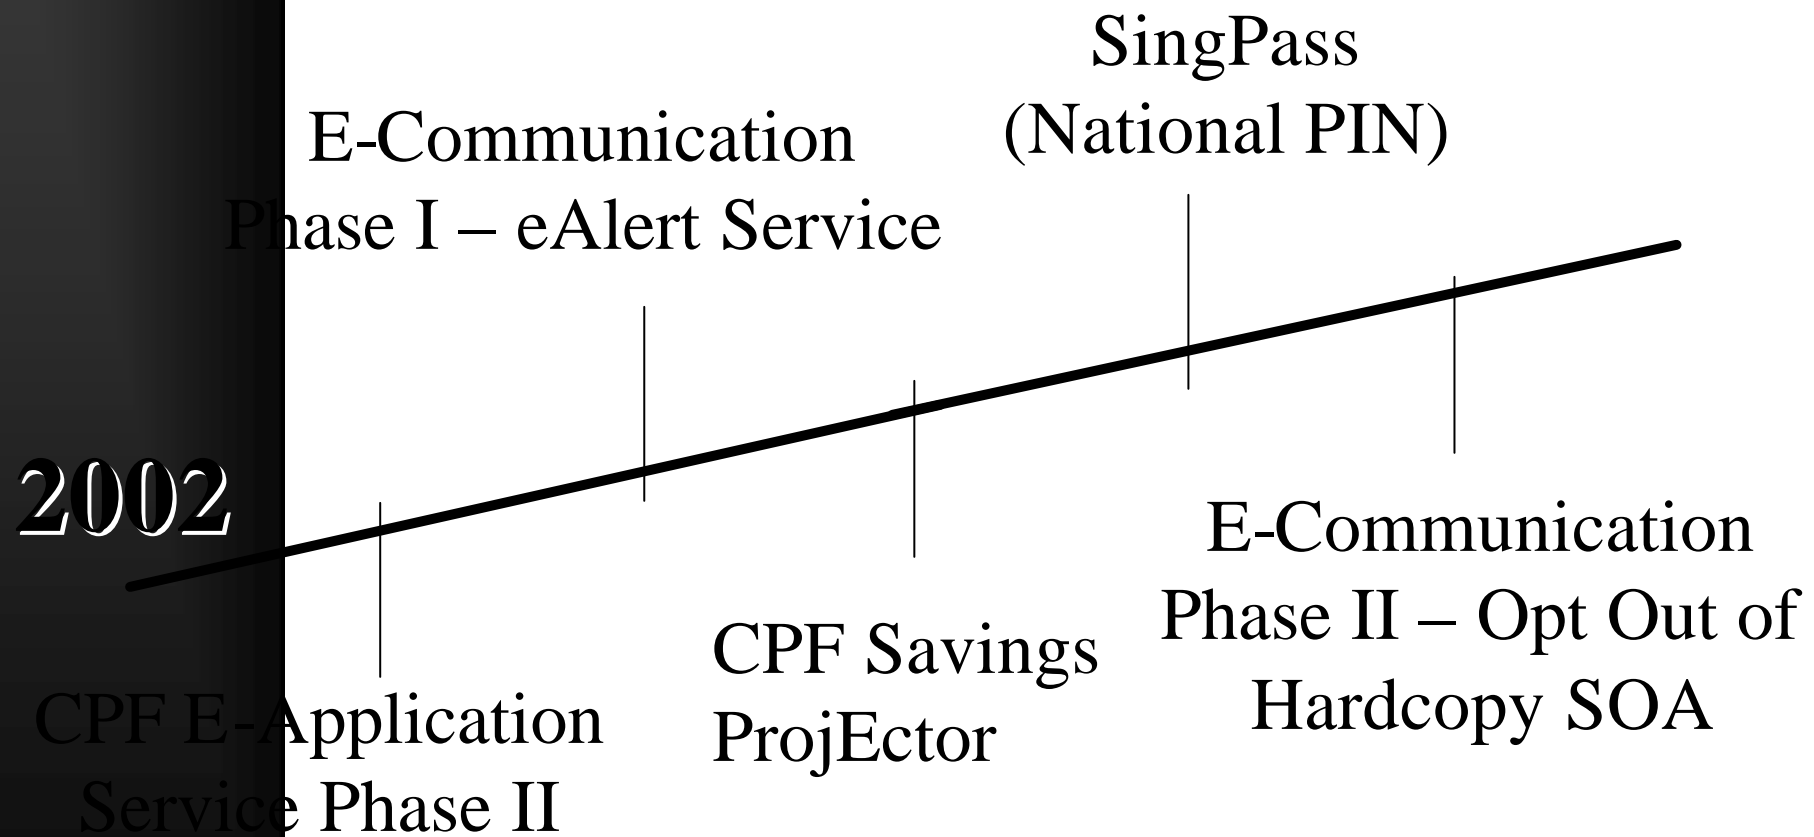 SingPass
(National PIN)
E-Communication
Phase I – eAlert Service
2002
E-Communication
Phase II – Opt Out of
Hardcopy SOA
CPF Savings
ProjEctor
CPF E-Application
Service Phase II